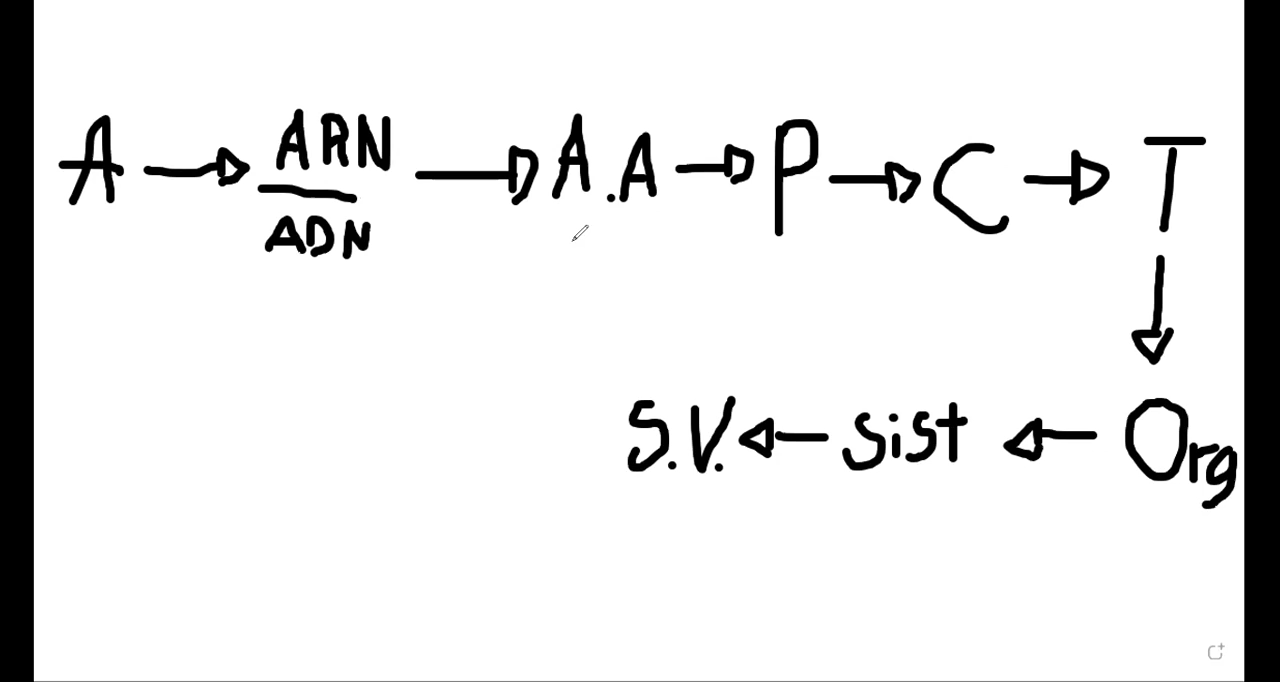 A → ARN → A.A → P → C → T
ADN
S.V. ← sist ← Org